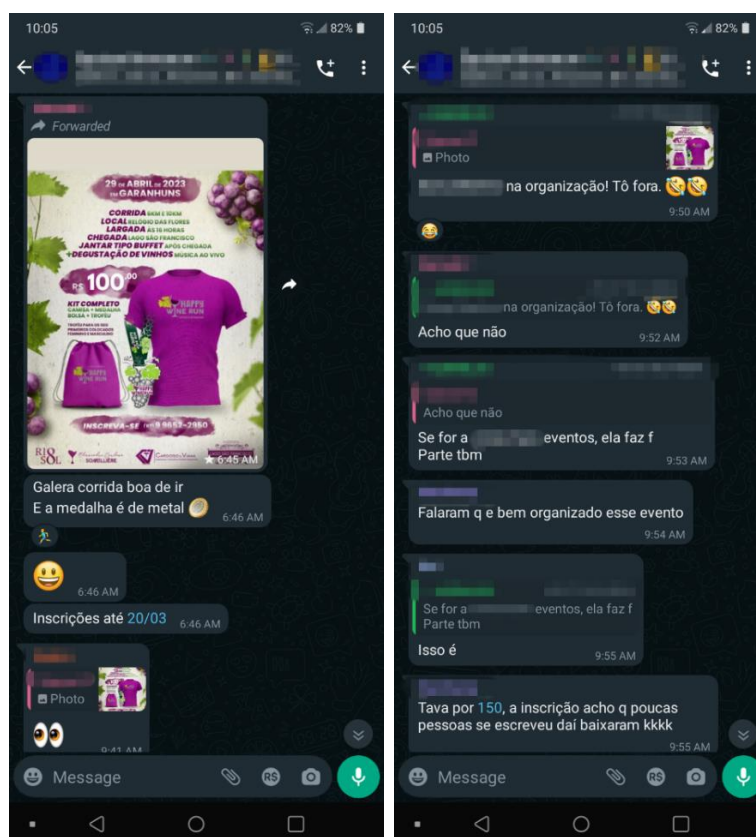 10:05
82%
Forwarded
29 DE ABRIL DE 2023
EM GARANHUNS
CORRIDA 5KM E 10KM
LOCAL RELÓGIO DAS FLORES
LARGADA ÀS 16 HORAS
CHEGADA LAGO SÃO FRANCISCO
JANTAR TIPO BUFFET APÓS CHEGADA
+DEGUSTAÇÃO DE VINHOS MÚSICA AO VIVO
R$ 100,00
KIT COMPLETO
CAMISA + MEDALHA
BOLSA + TROFÉU
HAPPY
WINE RUN
INSCREVA-SE
RIO
SOL
6:45 AM
Galera corrida boa de ir
E a medalha é de metal 🪙
6:46 AM
🏃‍♂️
😃
6:46 AM
Inscrições até 20/03
6:46 AM
Photo
👀
9:41 AM
Message
R$
10:05
82%
Photo
na organização! Tô fora. 🤣🤣
9:50 AM
😂
na organização! Tô fora. 🤣🤣
Acho que não
9:52 AM
Acho que não
Se for a eventos, ela faz f
Parte tbm
9:53 AM
Falaram q e bem organizado esse evento
9:54 AM
Se for a eventos, ela faz f
Parte tbm
Isso é
9:55 AM
Tava por 150, a inscrição acho q poucas
pessoas se escreveu daí baixaram kkkk
9:55 AM
Message
R$